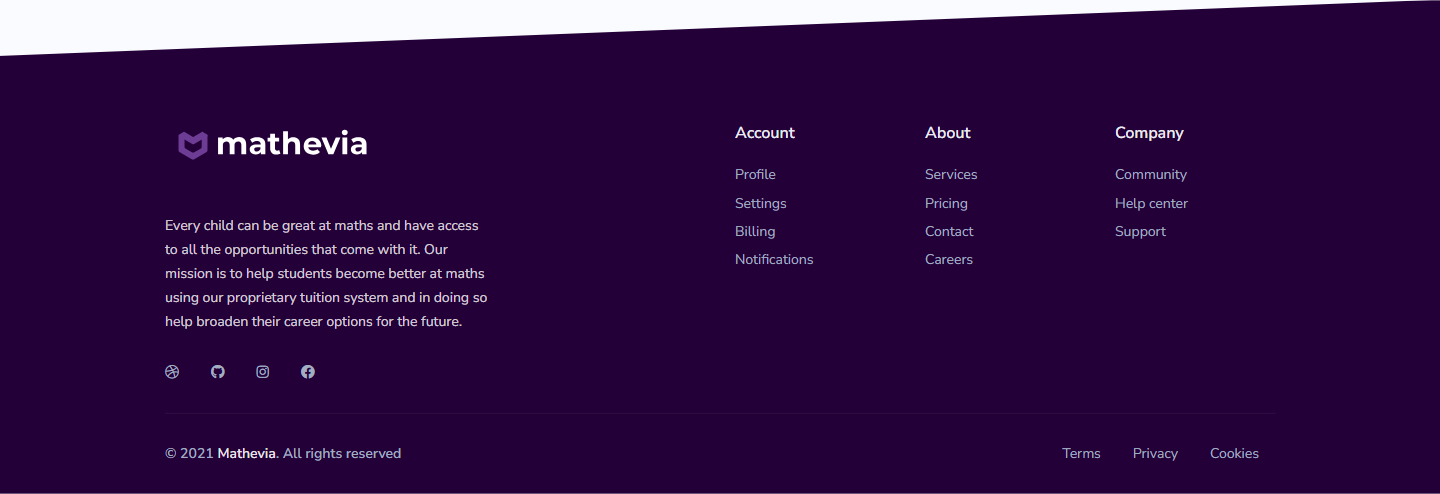 mathevia
Every child can be great at maths and have access
to all the opportunities that come with it. Our
mission is to help students become better at maths
using our proprietary tuition system and in doing so
help broaden their career options for the future.
Account
Profile
Settings
Billing
Notifications
About
Services
Pricing
Contact
Careers
Company
Community
Help center
Support
© 2021 Mathevia. All rights reserved
Terms Privacy Cookies